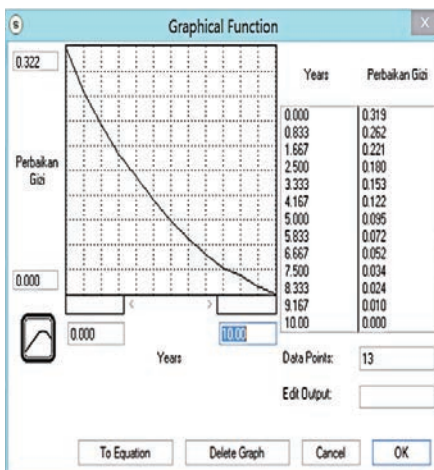 Graphical Function
0.322
Perbaikan
Gizi
0.000
0.000
10.00
Years
Years Perbaikan Gizi
0.000 0.319
0.833 0.262
1.667 0.221
2.500 0.180
3.333 0.153
4.167 0.122
5.000 0.095
5.833 0.072
6.667 0.052
7.500 0.034
8.333 0.024
9.167 0.010
10.00 0.000
Data Points: 13
Edit Output:
To Equation Delete Graph Cancel OK